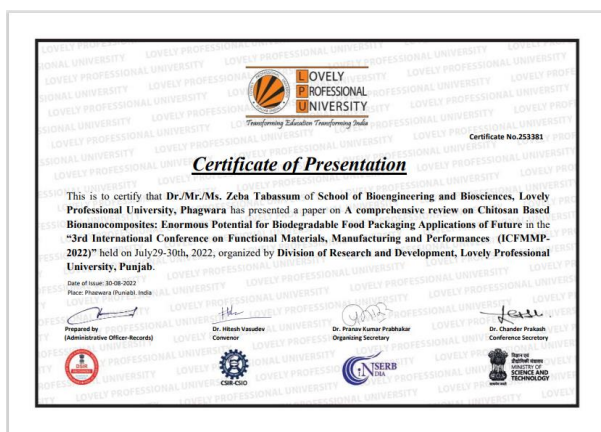 LOVELY
PROFESSIONAL
UNIVERSITY
Transforming Education Transforming India
Certificate No.253381
Certificate of Presentation
This is to certify that Dr./Mr./Ms. Zeba Tabassum of School of Bioengineering and Biosciences, Lovely
Professional University, Phagwara has presented a paper on A comprehensive review on Chitosan Based
Bionanocomposites: Enormous Potential for Biodegradable Food Packaging Applications of Future in the
“3rd International Conference on Functional Materials, Manufacturing and Performances (ICFMMP-
2022)” held on July29-30th, 2022, organized by Division of Research and Development, Lovely Professional
University, Punjab.
Date of Issue: 30-08-2022
Place: Phagwara (Punjab), India
Prepared by
(Administrative Officer-Records)
Dr. Hitesh Vasudev
Convenor
Dr. Pranav Kumar Prabhakar
Organizing Secretary
Dr. Chander Prakash
Conference Secretary
DSIR
CSIR-CSIO
SERB
INDIA
MINISTRY OF
SCIENCE AND
TECHNOLOGY